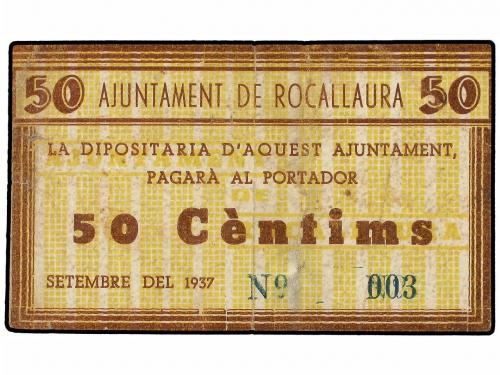 50 AJUNTAMENT DE ROCALLAURA 50
LA DIPOSITARIA D'AQUEST AJUNTAMENT,
PAGARÀ AL PORTADOR
50 Cèntims
SETEMBRE DEL 1937 Nº 003